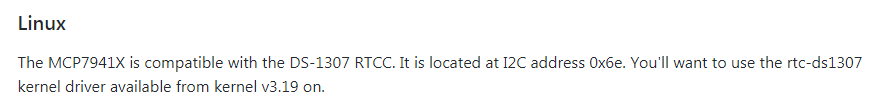 Linux
The MCP7941X is compatible with the DS-1307 RTCC. It is located at I2C address 0x6e. You'll want to use the rtc-ds1307
kernel driver available from kernel v3.19 on.